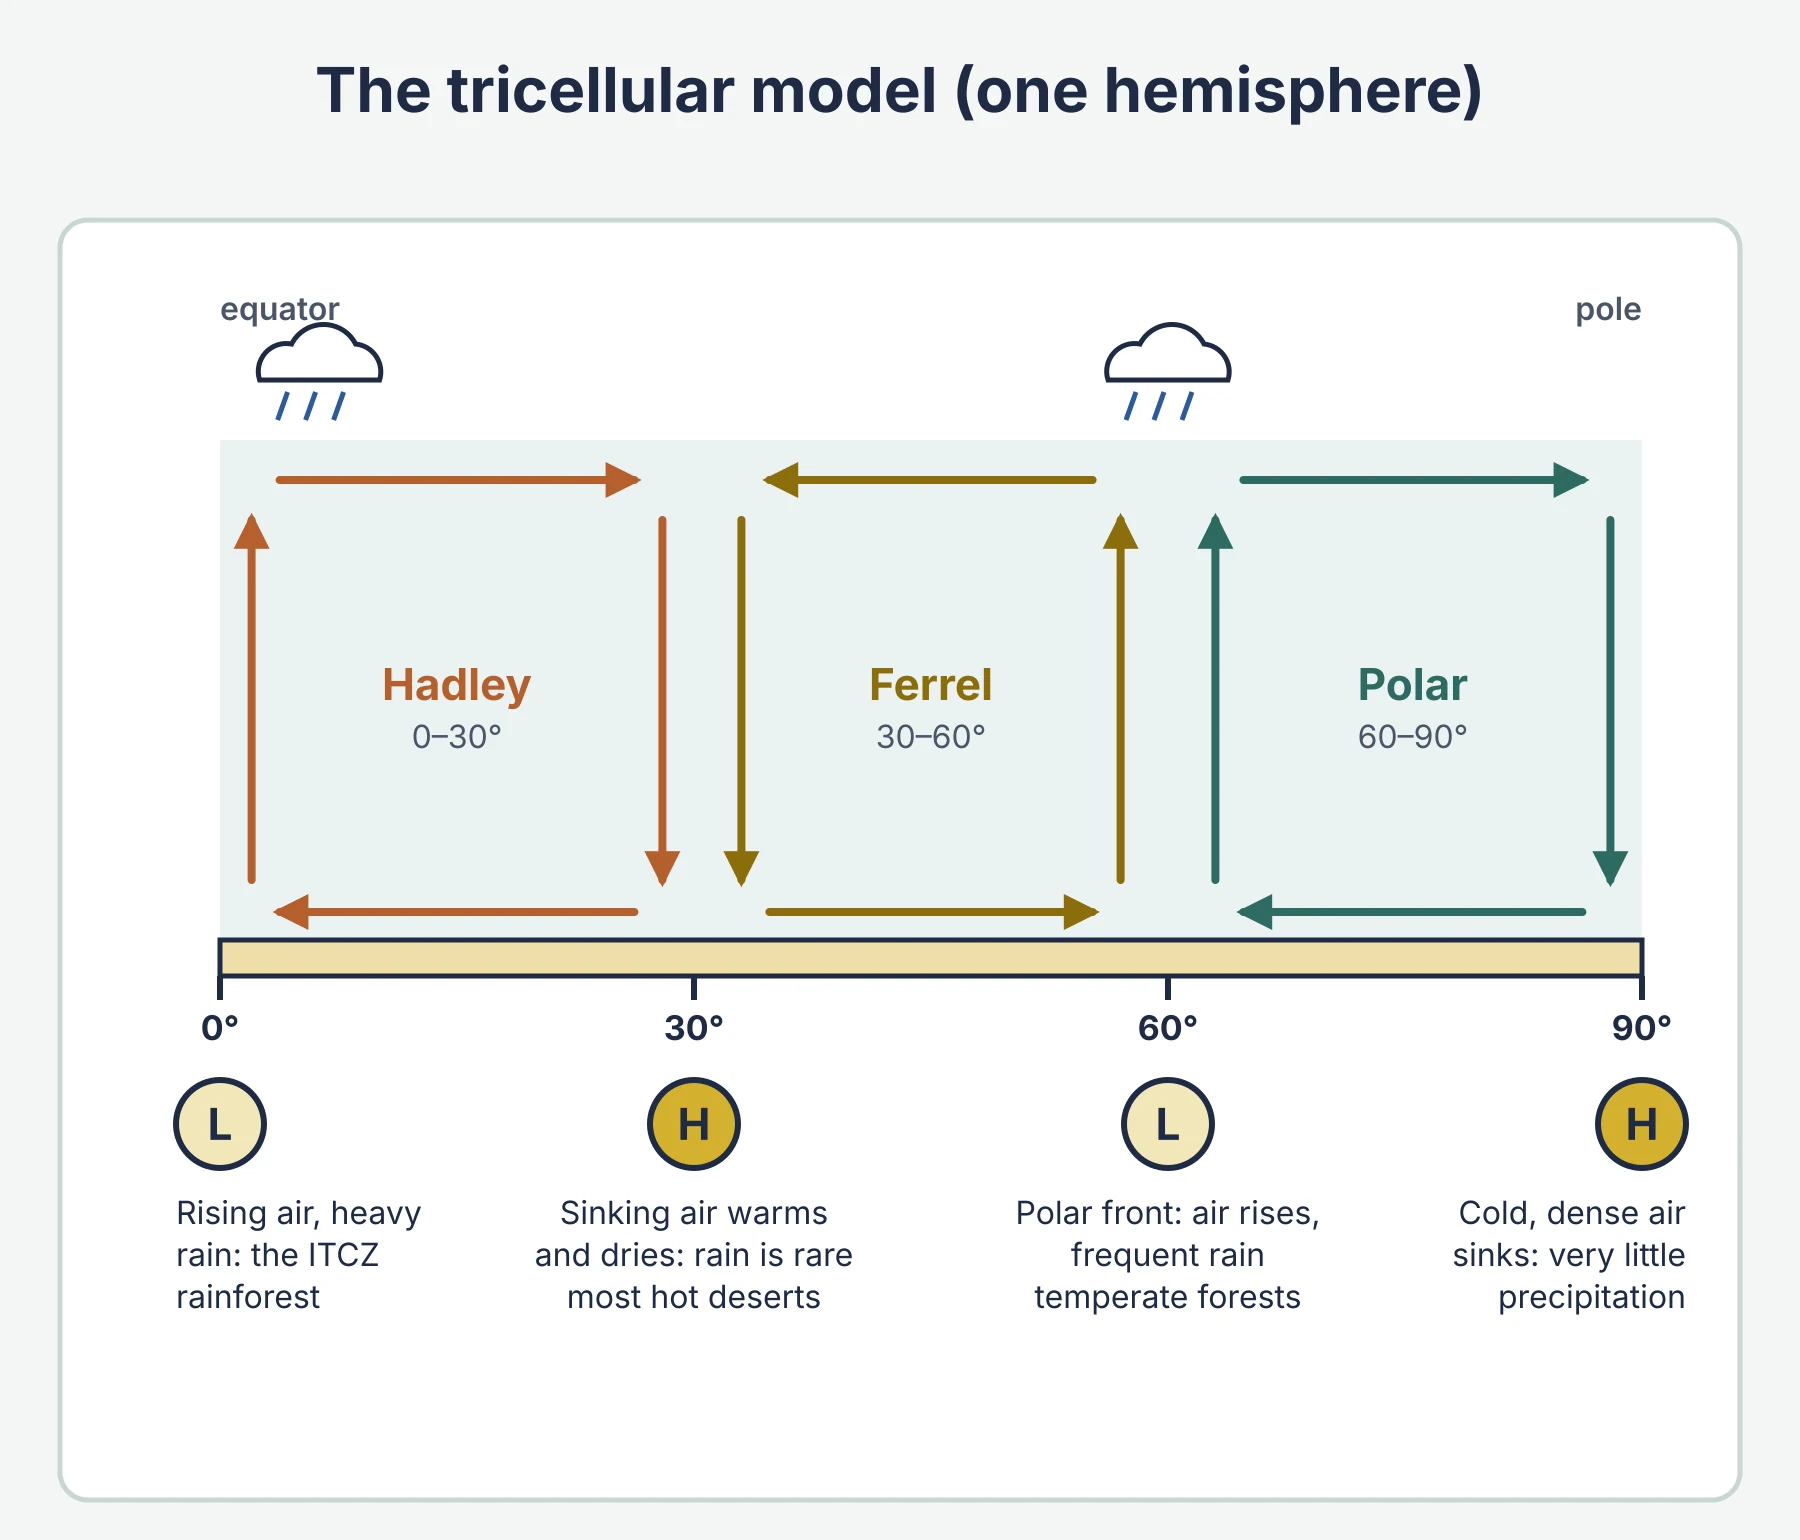 The tricellular model (one hemisphere)
equator
pole
Hadley
0–30°
Ferrel
30–60°
Polar
60–90°
0°
30°
60°
90°
L
H
L
H
Rising air, heavy
rain: the ITCZ
rainforest
Sinking air warms
and dries: rain is rare
most hot deserts
Polar front: air rises,
frequent rain
temperate forests
Cold, dense air
sinks: very little
precipitation